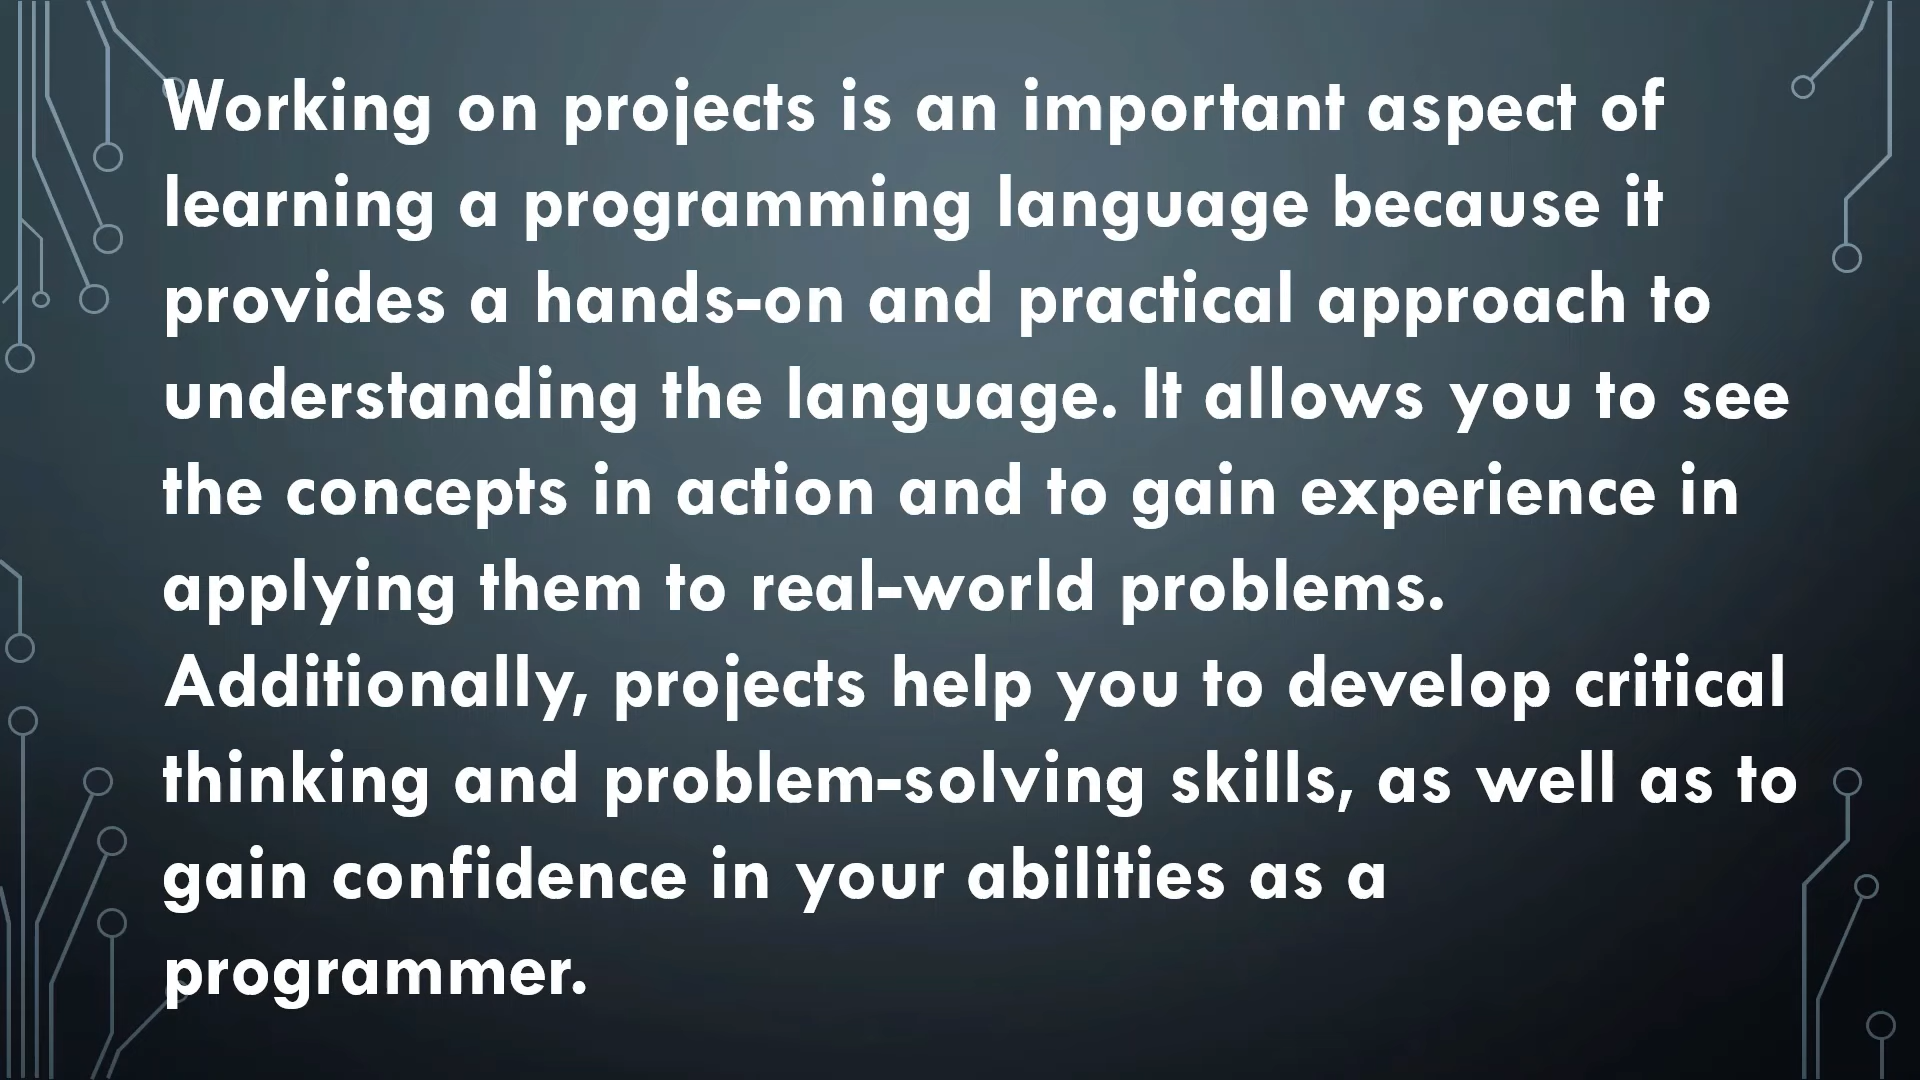 Working on projects is an important aspect of
learning a programming language because it
provides a hands-on and practical approach to
understanding the language. It allows you to see
the concepts in action and to gain experience in
applying them to real-world problems.
Additionally, projects help you to develop critical
thinking and problem-solving skills, as well as to
gain confidence in your abilities as a
programmer.